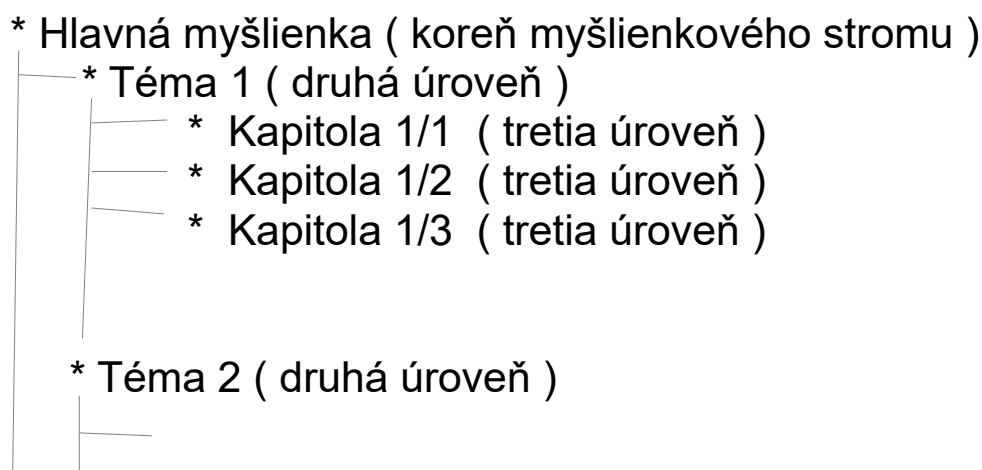 * Hlavná myšlienka ( koreň myšlienkového stromu )
* Téma 1 ( druhá úroveň )
* Kapitola 1/1 ( tretia úroveň )
* Kapitola 1/2 ( tretia úroveň )
* Kapitola 1/3 ( tretia úroveň )
* Téma 2 ( druhá úroveň )